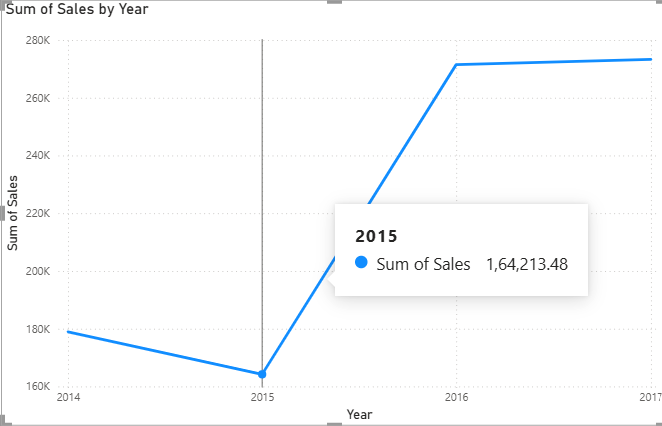 Sum of Sales by Year
280K
260K
240K
220K
200K
180K
160K
Sum of Sales
2015
Sum of Sales 1,64,213.48
2014 2015 2016 2017
Year